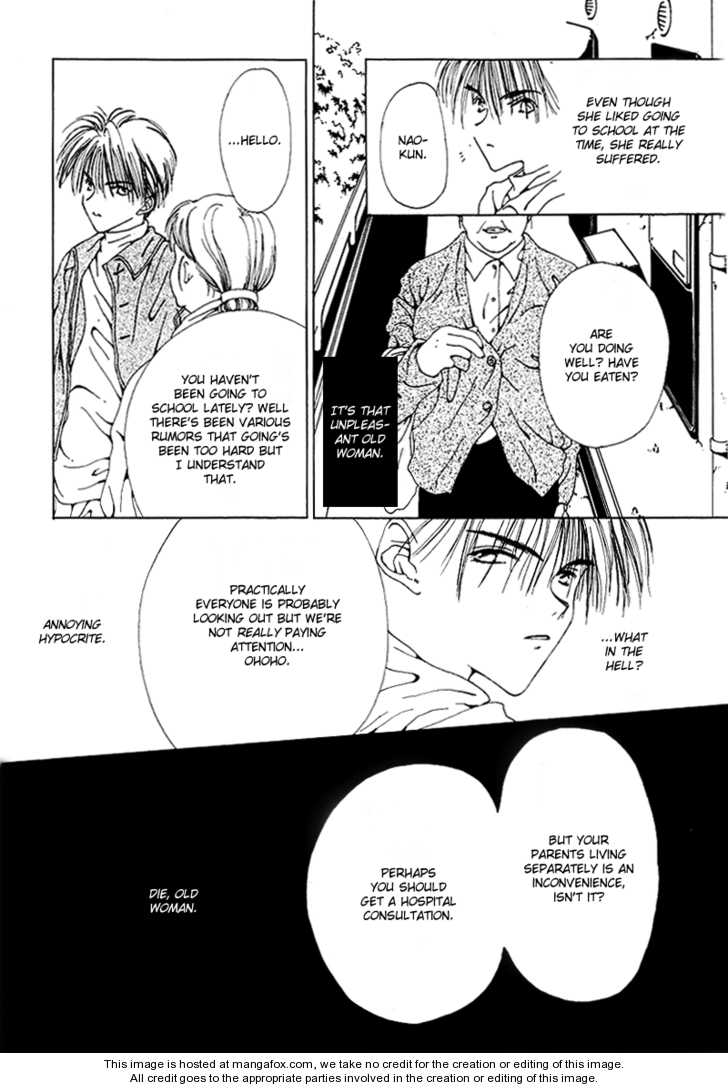 EVEN THOUGH
SHE LIKED GOING
TO SCHOOL AT THE
TIME, SHE REALLY
SUFFERED.
NAO-
KUN.
ARE
YOU DOING
WELL? HAVE
YOU EATEN?
IT'S THAT
UNPLEAS-
ANT OLD
WOMAN.
...HELLO.
YOU HAVEN'T
BEEN GOING TO
SCHOOL LATELY? WELL
THERE'S BEEN VARIOUS
RUMORS THAT GOING'S
BEEN TOO HARD BUT
I UNDERSTAND
THAT.
...WHAT
IN THE
HELL?
PRACTICALLY
EVERYONE IS PROBABLY
LOOKING OUT BUT WE'RE
NOT REALLY PAYING
ATTENTION...
OHOHO.
ANNOYING
HYPOCRITE.
BUT YOUR
PARENTS LIVING
SEPARATELY IS AN
INCONVENIENCE,
ISN'T IT?
PERHAPS
YOU SHOULD
GET A HOSPITAL
CONSULTATION.
DIE, OLD
WOMAN.
This image is hosted at mangafox.com, we take no credit for the creation or editing of this image.
All credit goes to the appropriate parties involved in the creation or editing of this image.